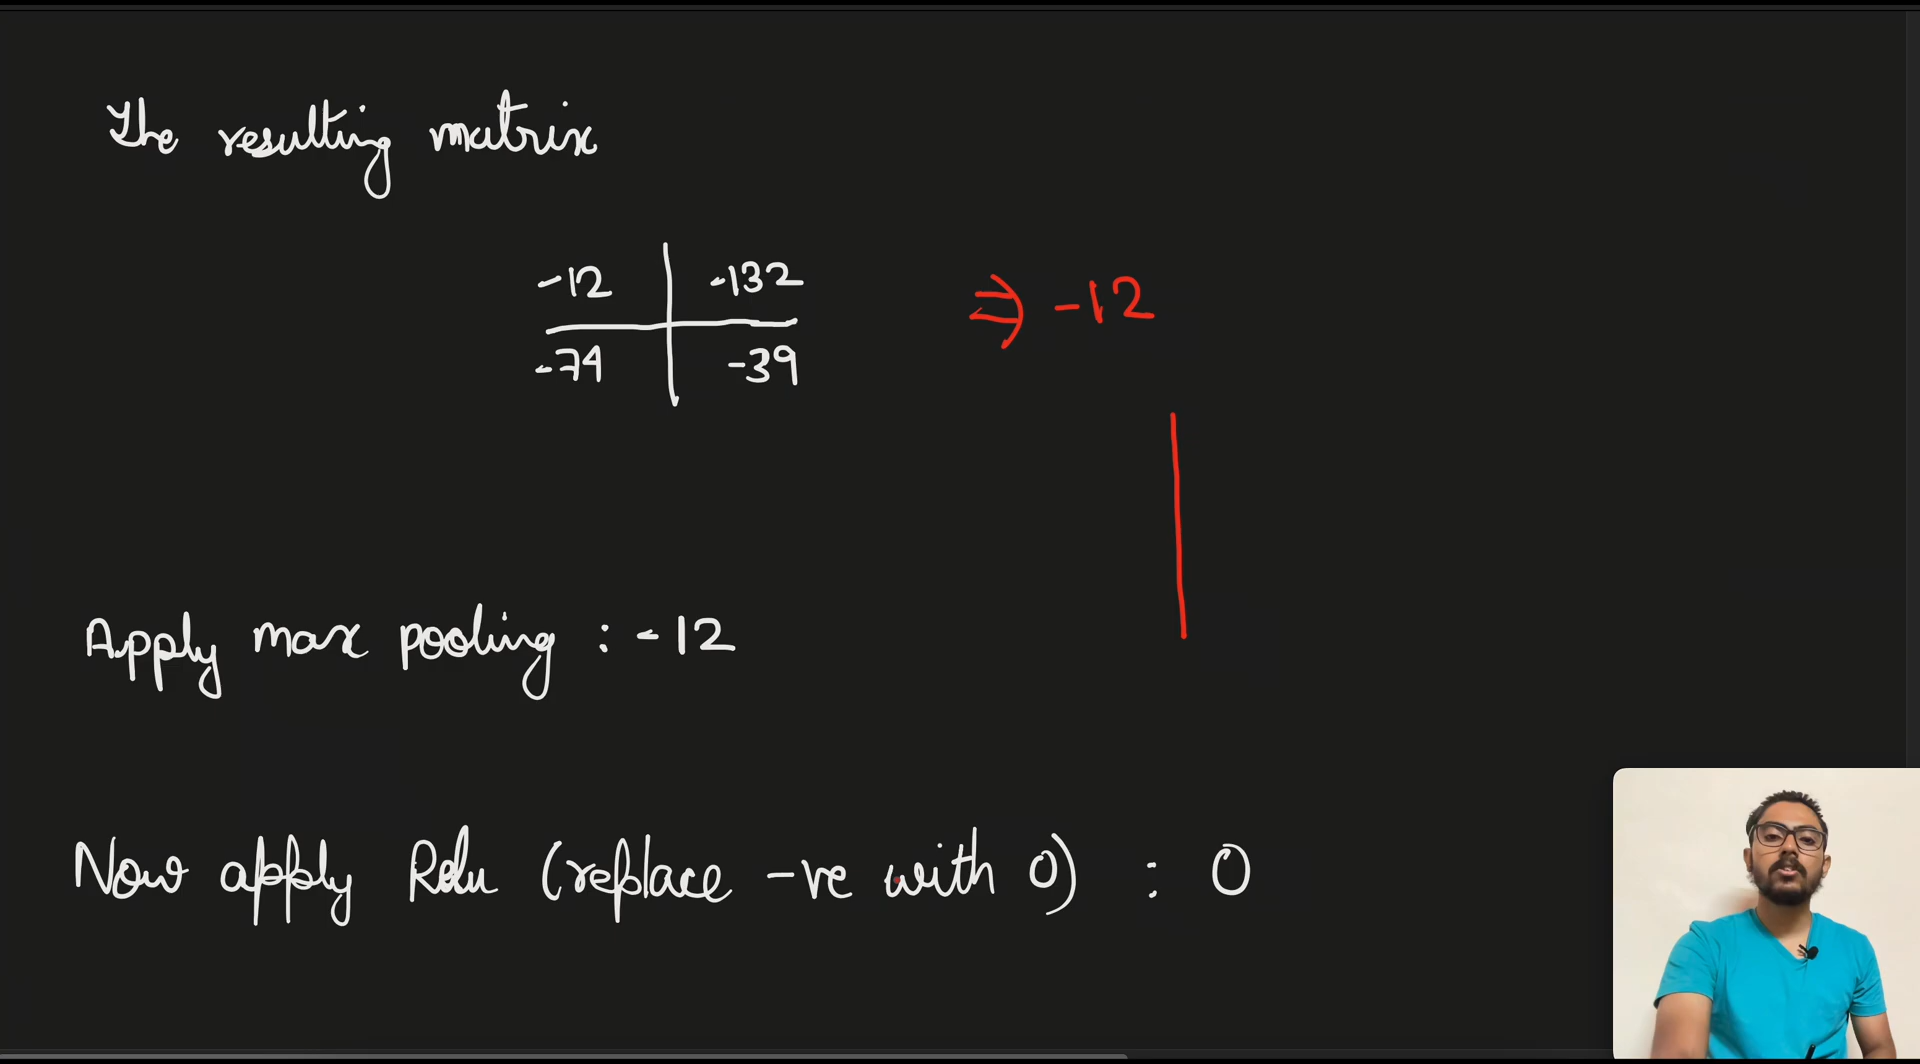 The resulting matrix
-12 -132 ⇒ -12
-74 -39
Apply max pooling : -12
Now apply Relu (replace -ve with 0) : 0